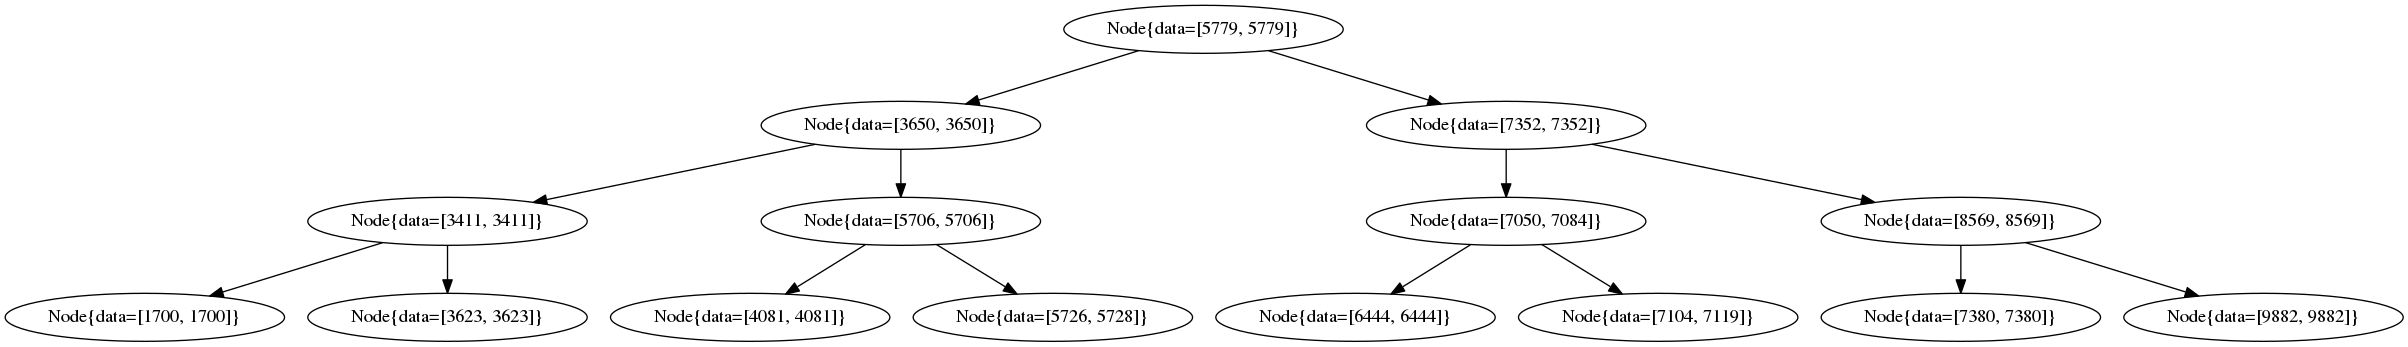 Node{data=[5779, 5779]}
Node{data=[3650, 3650]}
Node{data=[7352, 7352]}
Node{data=[3411, 3411]}
Node{data=[5706, 5706]}
Node{data=[7050, 7084]}
Node{data=[8569, 8569]}
Node{data=[1700, 1700]}
Node{data=[3623, 3623]}
Node{data=[4081, 4081]}
Node{data=[5726, 5728]}
Node{data=[6444, 6444]}
Node{data=[7104, 7119]}
Node{data=[7380, 7380]}
Node{data=[9882, 9882]}